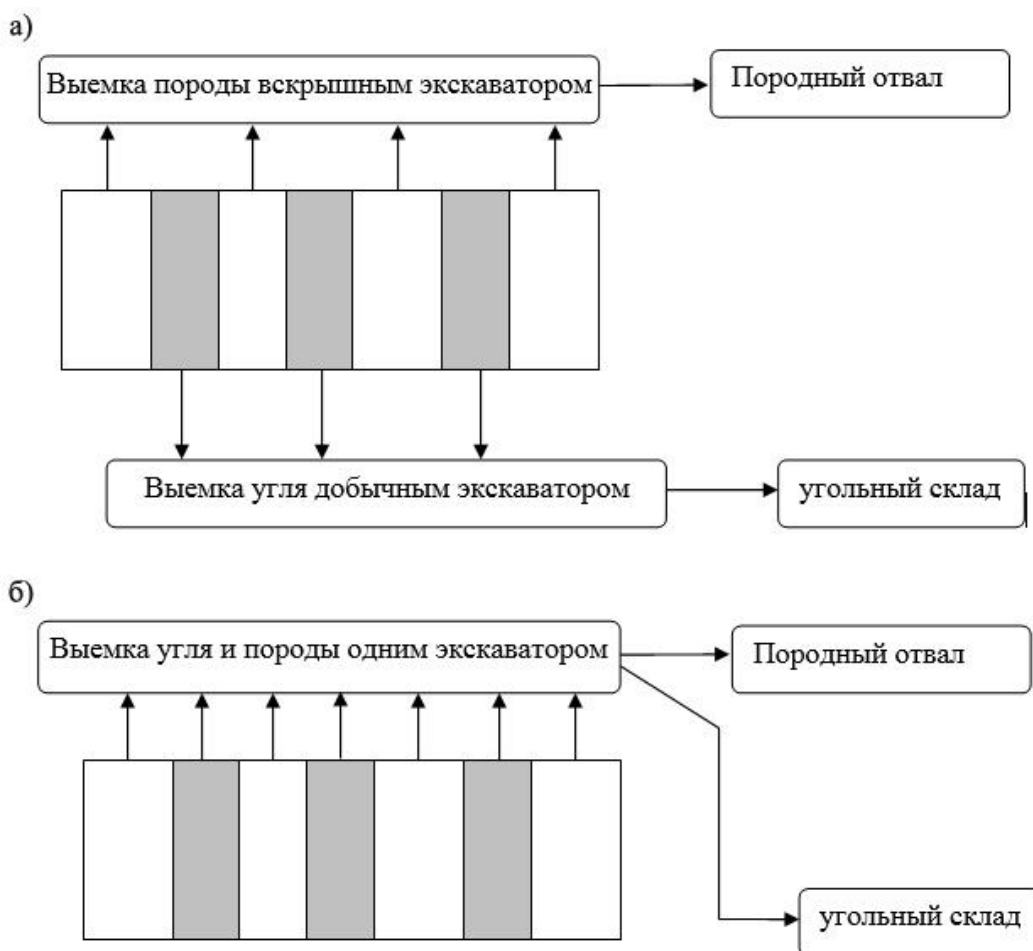 а)
Выемка породы вскрышным экскаватором
Породный отвал
Выемка угля добычным экскаватором
угольный склад
б)
Выемка угля и породы одним экскаватором
Породный отвал
угольный склад